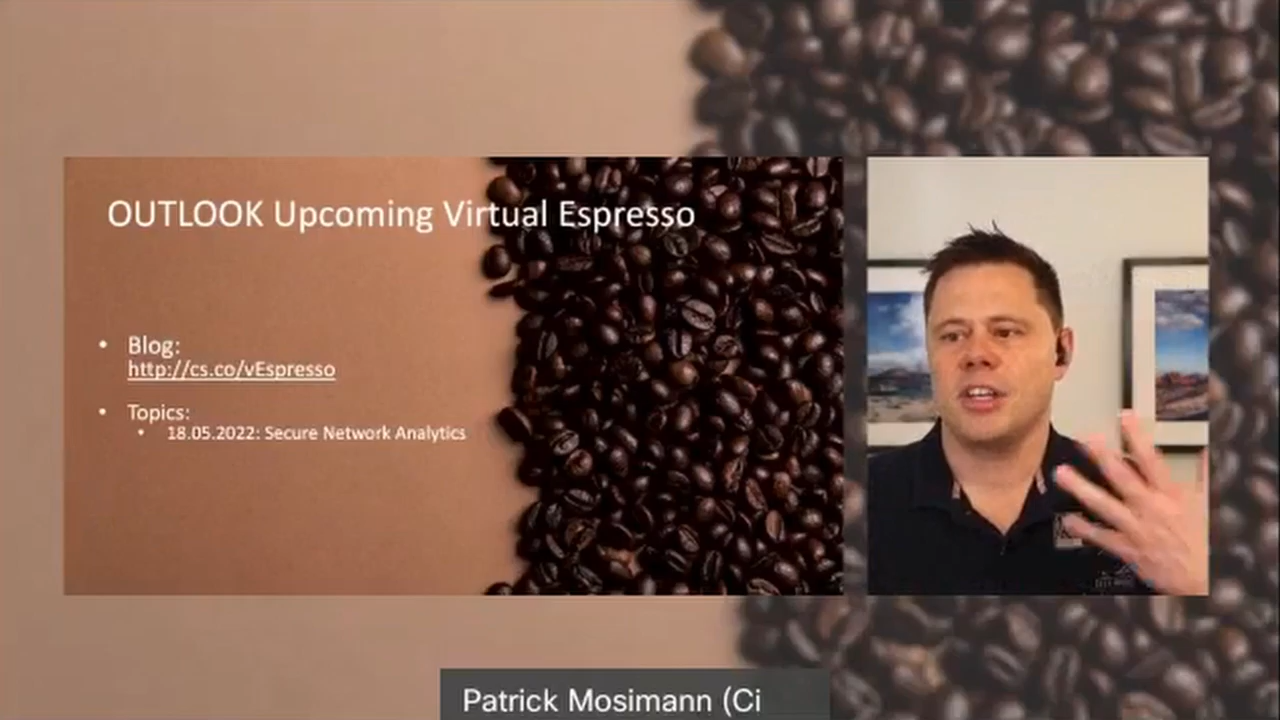 OUTLOOK Upcoming Virtual Espresso
• Blog:
http://cs.co/vEspresso
• Topics:
• 18.05.2022: Secure Network Analytics
Patrick Mosimann (Ci